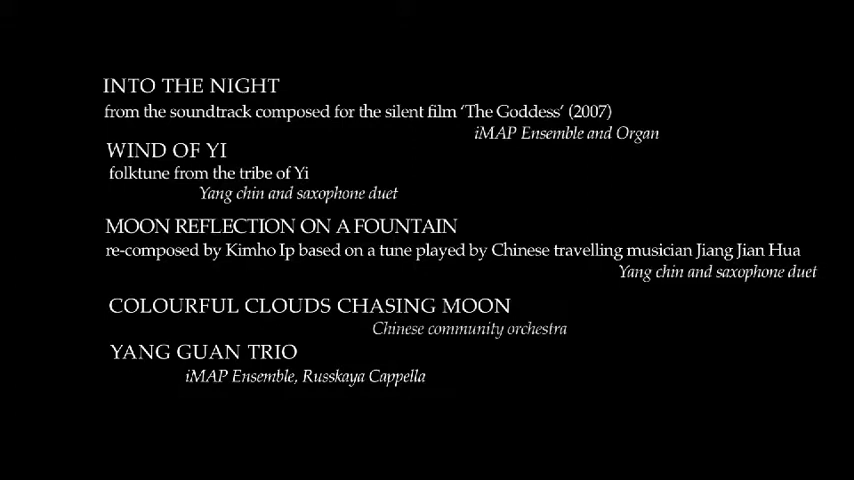 INTO THE NIGHT
from the soundtrack composed for the silent film ‘The Goddess’ (2007)
iMAP Ensemble and Organ
WIND OF YI
folktune from the tribe of Yi
Yang chin and saxophone duet
MOON REFLECTION ON A FOUNTAIN
re-composed by Kimho Ip based on a tune played by Chinese travelling musician Jiang Jian Hua
Yang chin and saxophone duet
COLOURFUL CLOUDS CHASING MOON
Chinese community orchestra
YANG GUAN TRIO
iMAP Ensemble, Russkaya Cappella